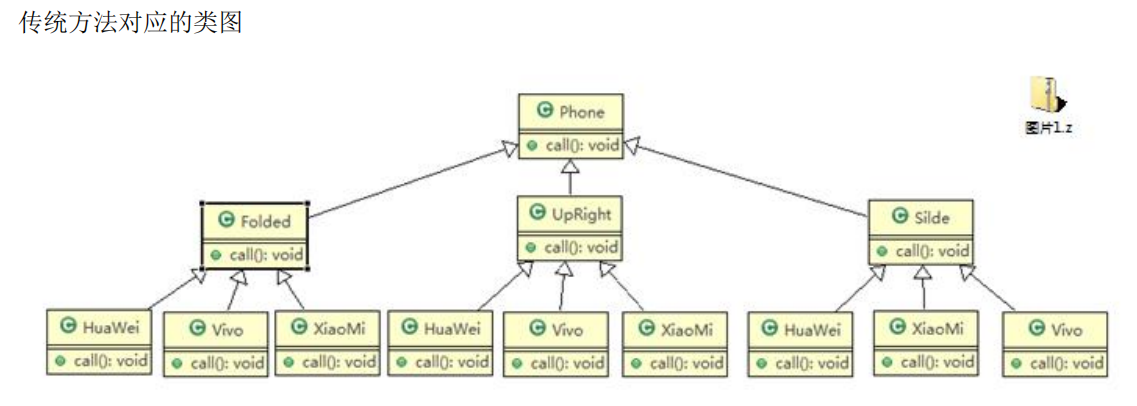 传统方法对应的类图
C Phone
call(): void
图片1.z
C Folded
call(): void
C UpRight
call(): void
C Silde
call(): void
C HuaWei
call(): void
C Vivo
call(): void
C XiaoMi
call(): void
C HuaWei
call(): void
C Vivo
call(): void
C XiaoMi
call(): void
C HuaWei
call(): void
C XiaoMi
call(): void
C Vivo
call(): void